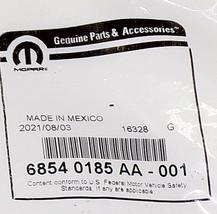 Genuine Parts & Accessories
MOPAR
MADE IN MEXICO
2021/08/03 16328 G
6854 0185 AA - 001
Content conform to U.S. Federal Motor Vehicle Safety
Standards, if any are applicable